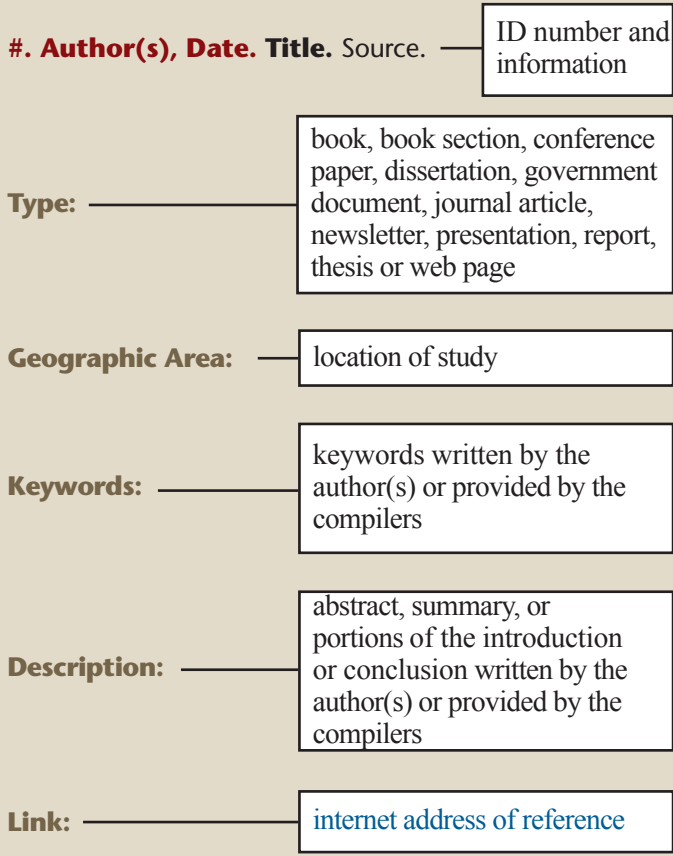 #. Author(s), Date. Title. Source.
ID number and
information
Type:
book, book section, conference
paper, dissertation, government
document, journal article,
newsletter, presentation, report,
thesis or web page
Geographic Area:
location of study
Keywords:
keywords written by the
author(s) or provided by the
compilers
Description:
abstract, summary, or
portions of the introduction
or conclusion written by the
author(s) or provided by the
compilers
Link:
internet address of reference